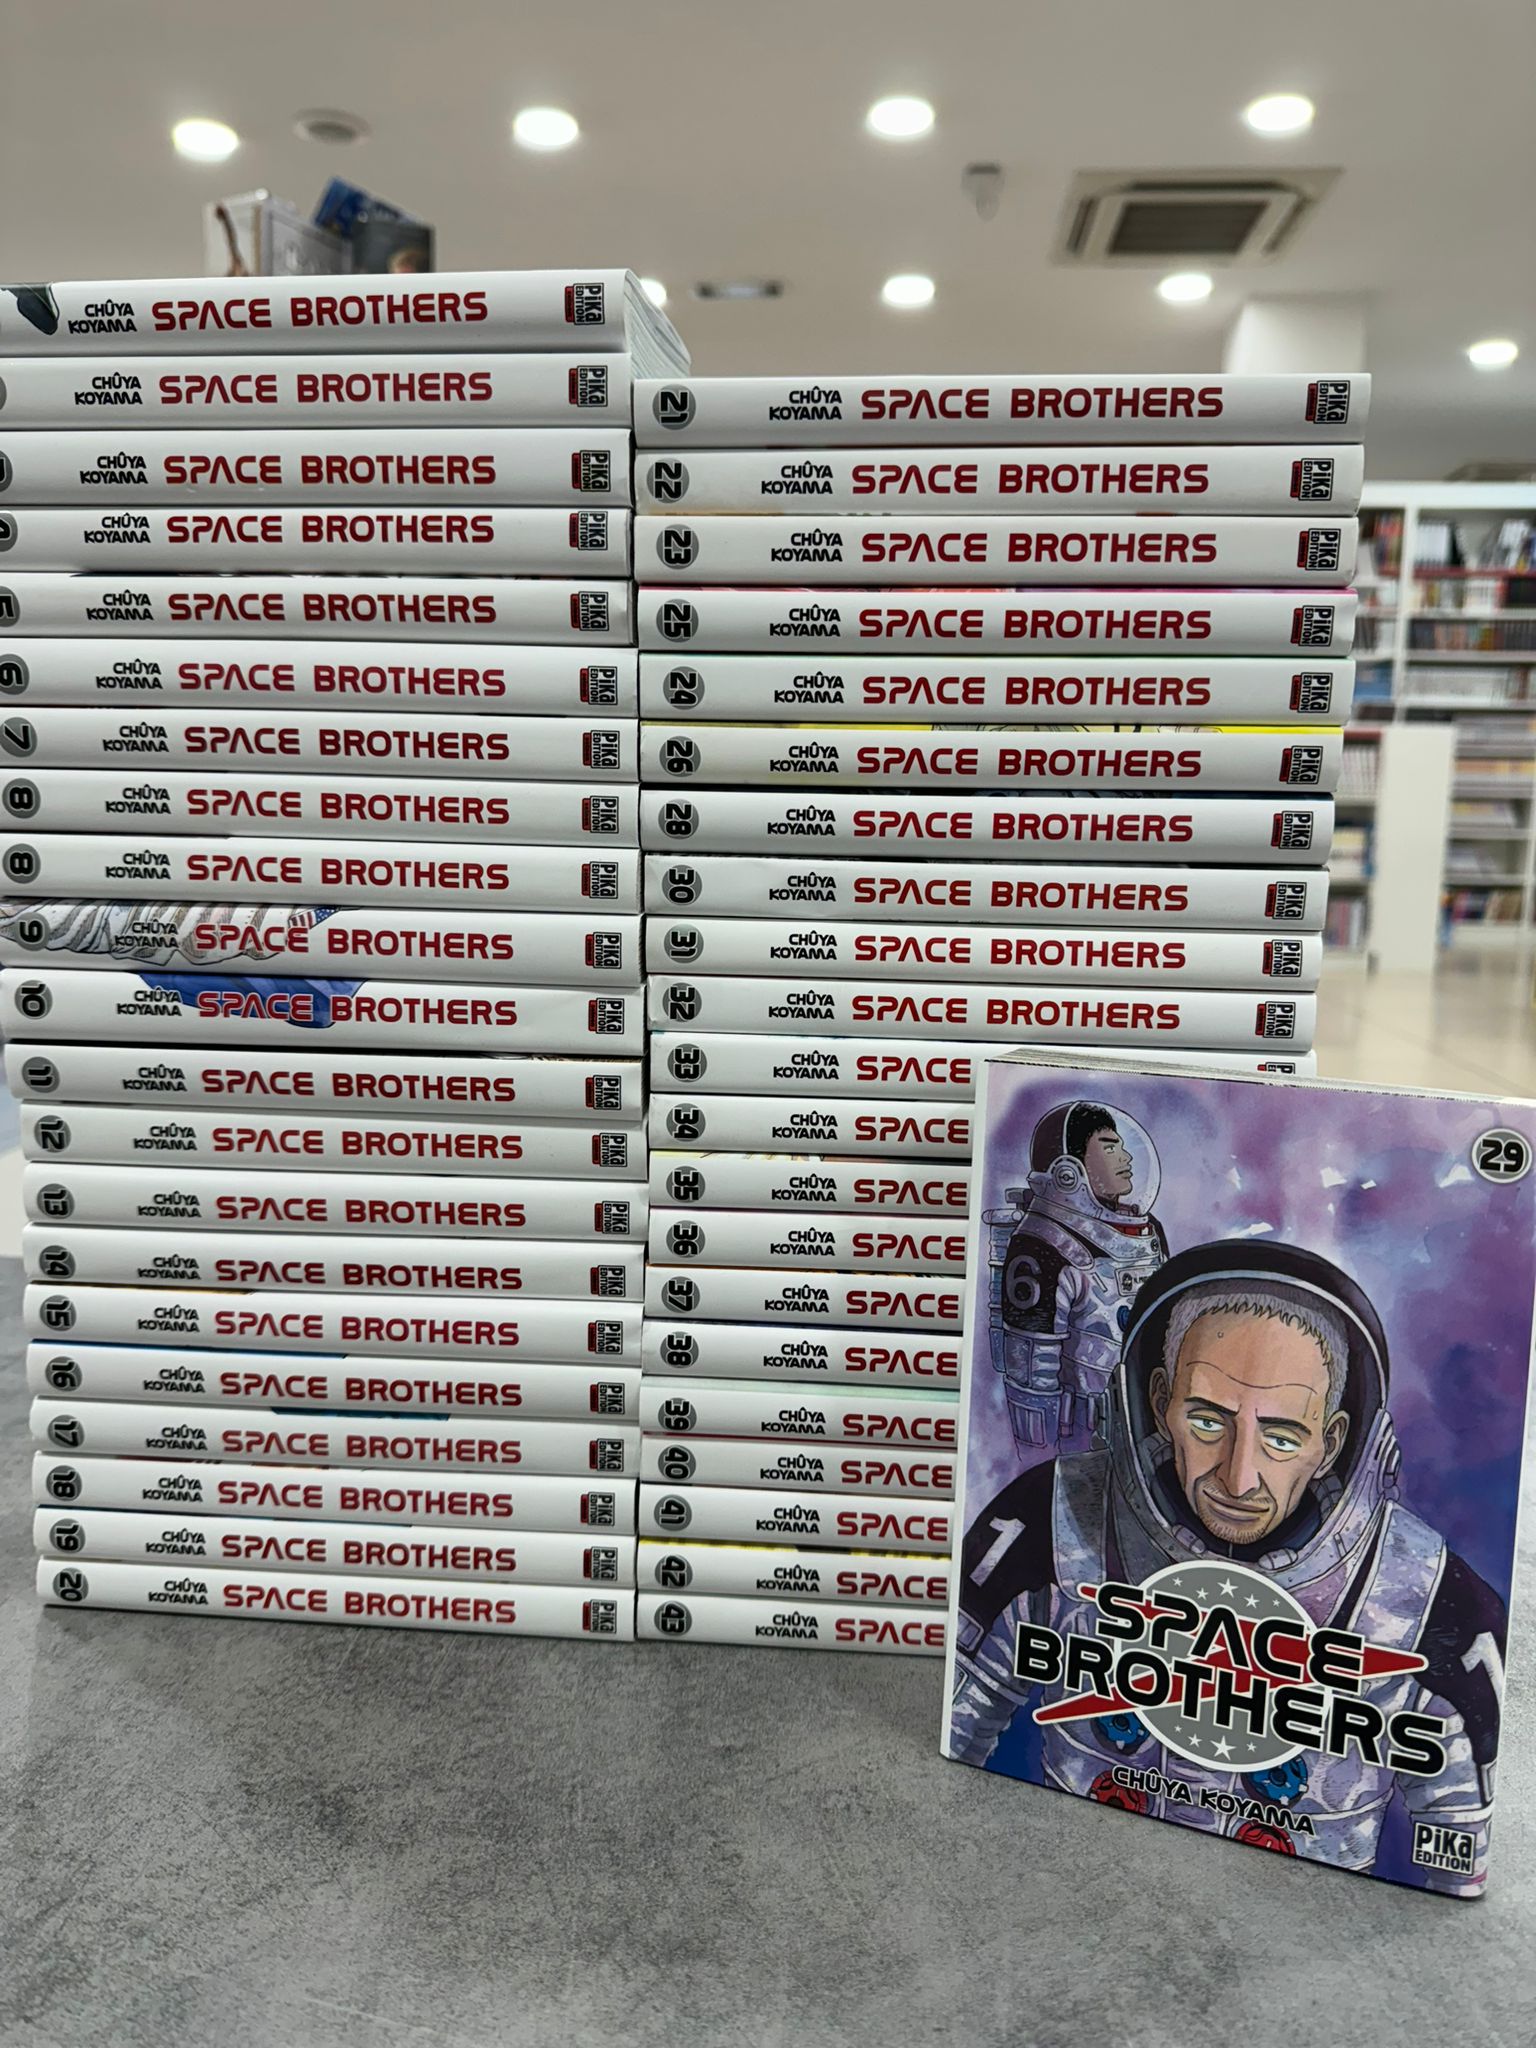 CHÛYA
KOYAMA SPACE BROTHERS PIKA EDITION
CHÛYA
KOYAMA SPACE BROTHERS PIKA EDITION
CHÛYA
KOYAMA SPACE BROTHERS PIKA EDITION
4 CHÛYA
KOYAMA SPACE BROTHERS PIKA EDITION
5 CHÛYA
KOYAMA SPACE BROTHERS PIKA EDITION
6 CHÛYA
KOYAMA SPACE BROTHERS PIKA EDITION
7 CHÛYA
KOYAMA SPACE BROTHERS PIKA EDITION
8 CHÛYA
KOYAMA SPACE BROTHERS PIKA EDITION
8 CHÛYA
KOYAMA SPACE BROTHERS PIKA EDITION
9 CHÛYA
KOYAMA SPACE BROTHERS PIKA EDITION
10 CHÛYA
KOYAMA SPACE BROTHERS PIKA EDITION
11 CHÛYA
KOYAMA SPACE BROTHERS PIKA EDITION
12 CHÛYA
KOYAMA SPACE BROTHERS PIKA EDITION
13 CHÛYA
KOYAMA SPACE BROTHERS PIKA EDITION
14 CHÛYA
KOYAMA SPACE BROTHERS PIKA EDITION
15 CHÛYA
KOYAMA SPACE BROTHERS PIKA EDITION
16 CHÛYA
KOYAMA SPACE BROTHERS PIKA EDITION
17 CHÛYA
KOYAMA SPACE BROTHERS PIKA EDITION
18 CHÛYA
KOYAMA SPACE BROTHERS PIKA EDITION
19 CHÛYA
KOYAMA SPACE BROTHERS PIKA EDITION
20 CHÛYA
KOYAMA SPACE BROTHERS PIKA EDITION
21 CHÛYA
KOYAMA SPACE BROTHERS PIKA EDITION
22 CHÛYA
KOYAMA SPACE BROTHERS PIKA EDITION
23 CHÛYA
KOYAMA SPACE BROTHERS PIKA EDITION
25 CHÛYA
KOYAMA SPACE BROTHERS PIKA EDITION
24 CHÛYA
KOYAMA SPACE BROTHERS PIKA EDITION
26 CHÛYA
KOYAMA SPACE BROTHERS PIKA EDITION
28 CHÛYA
KOYAMA SPACE BROTHERS PIKA EDITION
30 CHÛYA
KOYAMA SPACE BROTHERS PIKA EDITION
31 CHÛYA
KOYAMA SPACE BROTHERS PIKA EDITION
32 CHÛYA
KOYAMA SPACE BROTHERS PIKA EDITION
33 CHÛYA
KOYAMA SPACE
34 CHÛYA
KOYAMA SPACE
35 CHÛYA
KOYAMA SPACE
36 CHÛYA
KOYAMA SPACE
37 CHÛYA
KOYAMA SPACE
38 CHÛYA
KOYAMA SPACE
39 CHÛYA
KOYAMA SPACE
40 CHÛYA
KOYAMA SPACE
41 CHÛYA
KOYAMA SPACE
42 CHÛYA
KOYAMA SPACE
43 CHÛYA
KOYAMA SPACE
29
6
1
1
SPACE
BROTHERS
CHÛYA KOYAMA
PIKA
EDITION